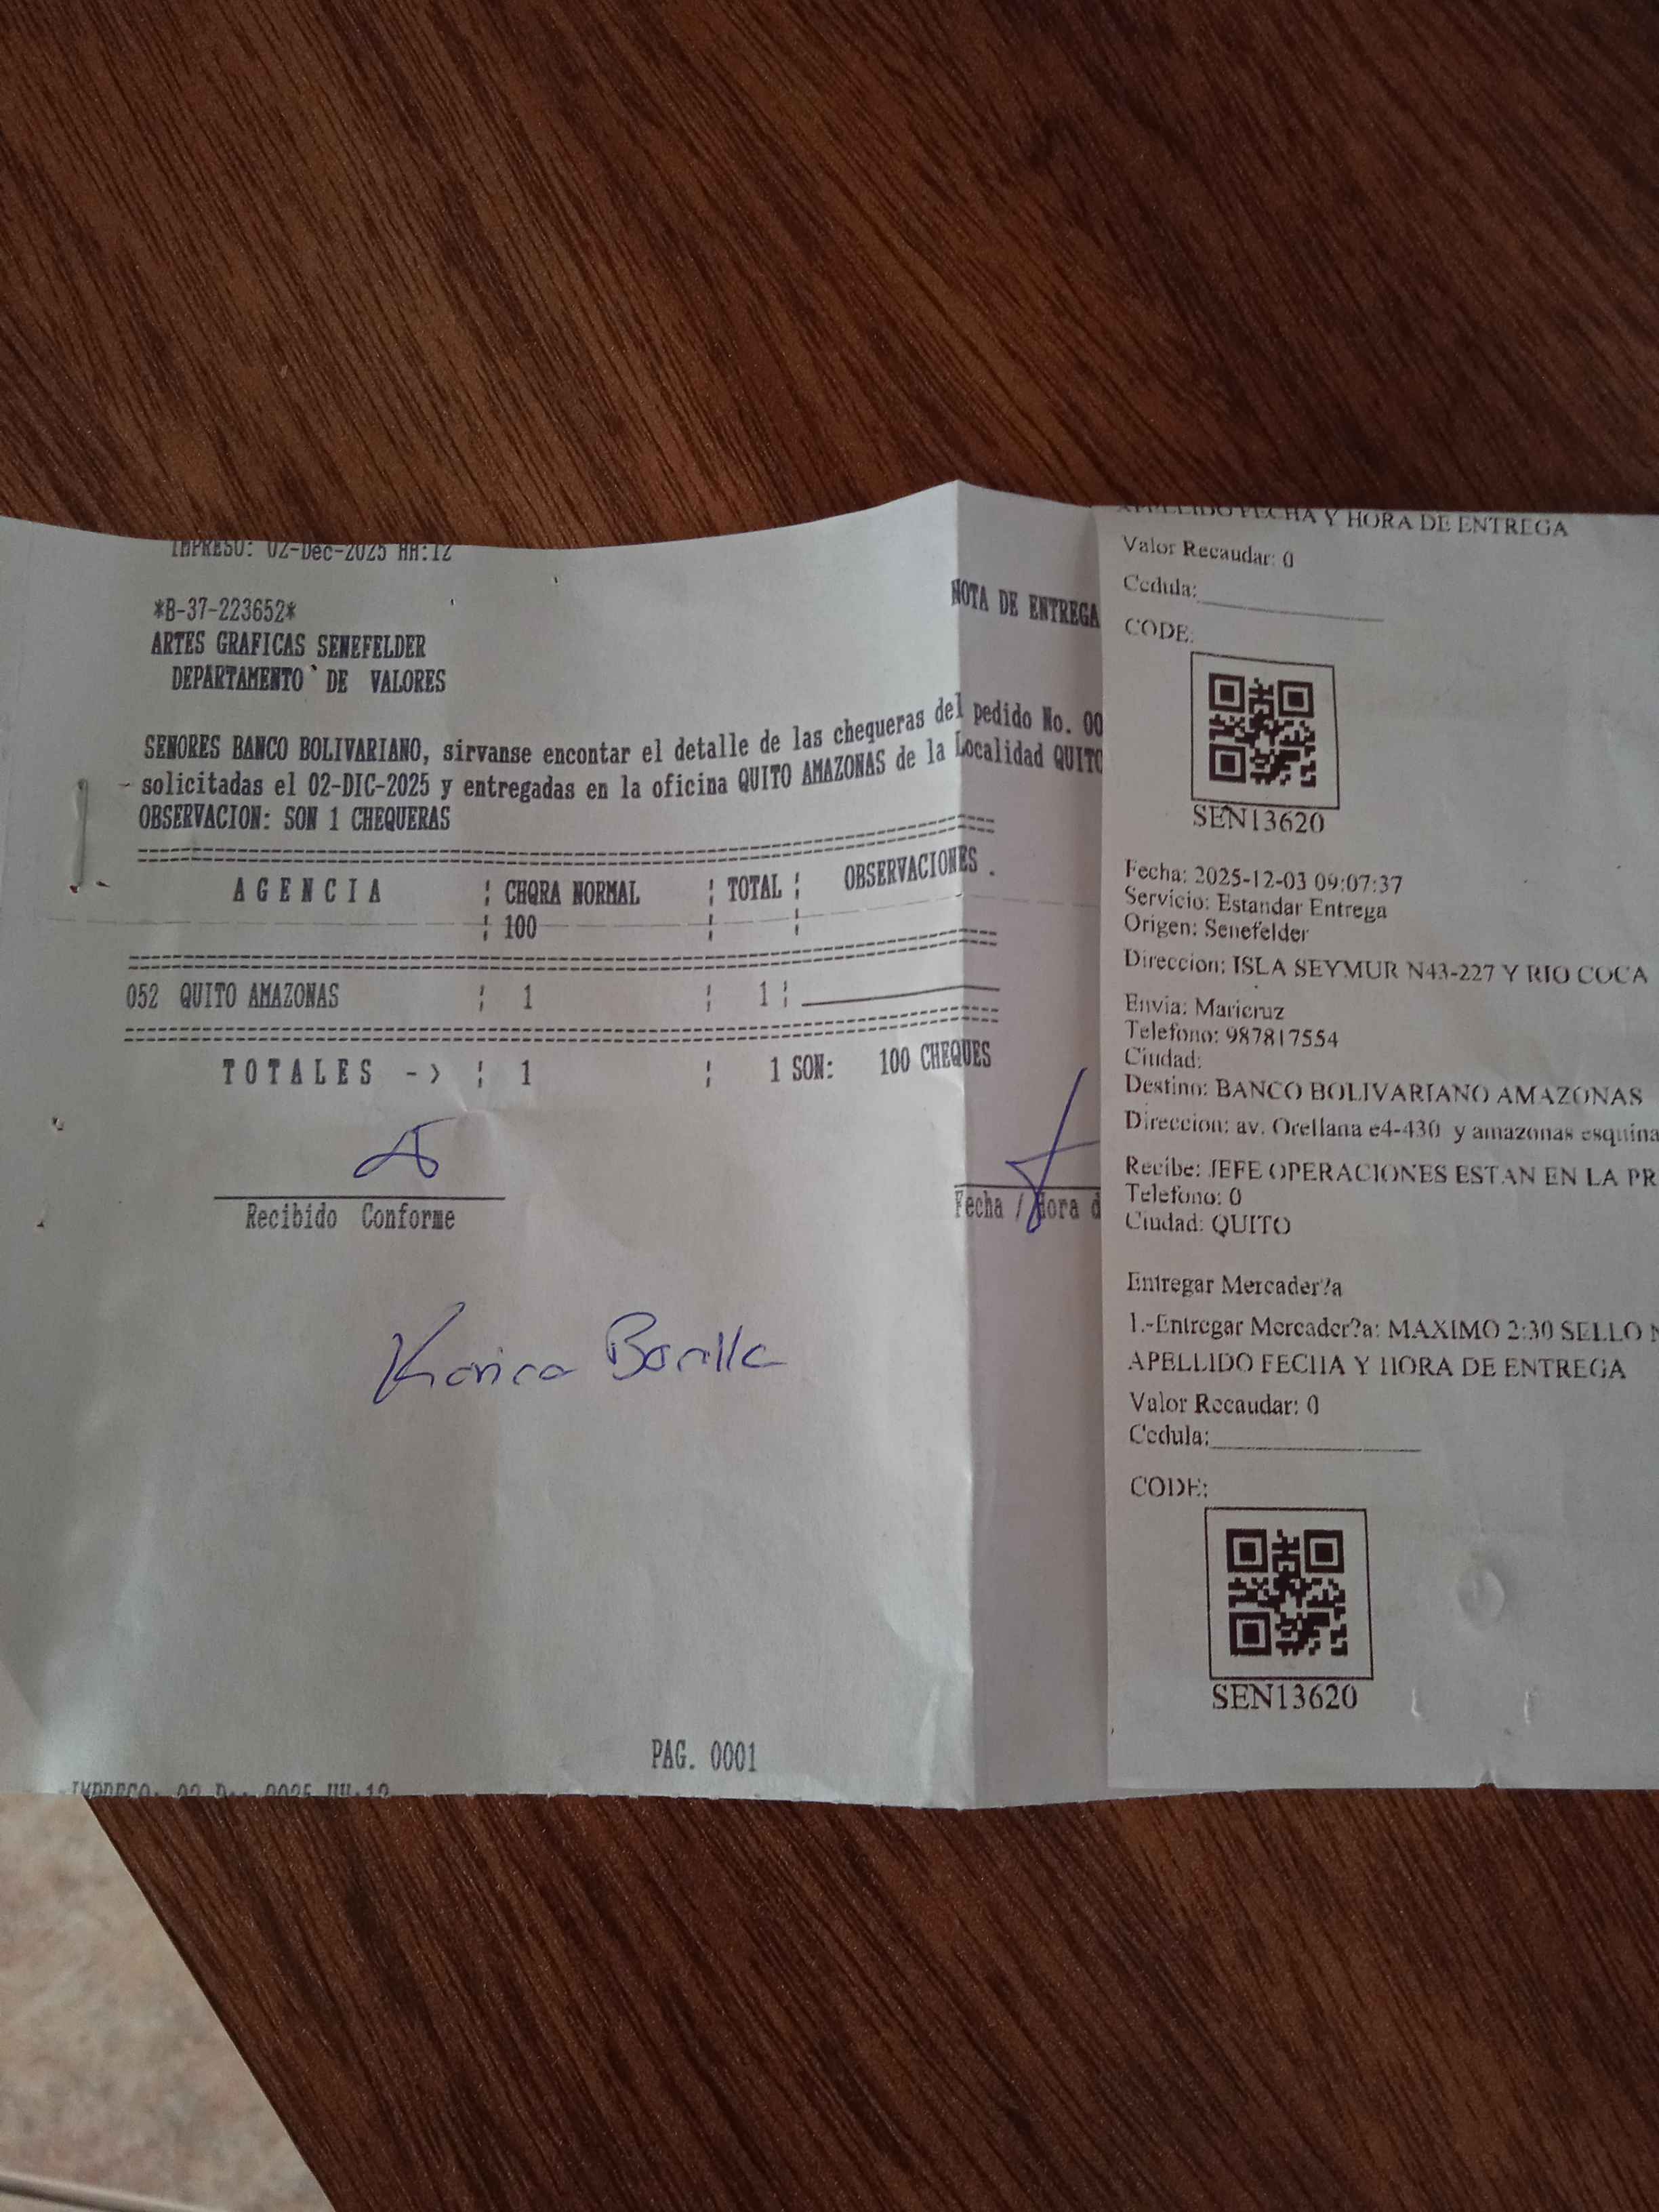 IMPRESO: 02-Dec-2025 HH:12
*B-37-223652*
ARTES GRAFICAS SENEFELDER
DEPARTAMENTO DE VALORES
NOTA DE ENTREGA
SENORES BANCO BOLIVARIANO, sirvanse encontar el detalle de las chequeras del pedido No. 00
solicitadas el 02-DIC-2025 y entregadas en la oficina QUITO AMAZONAS de la Localidad QUITO
OBSERVACION: SON 1 CHEQUERAS
AGENCIA ¦ CHQRA NORMAL ¦ TOTAL ¦ OBSERVACIONES
¦ 100 ¦ ¦
052 QUITO AMAZONAS ¦ 1 ¦ 1 ¦
TOTALES -> ¦ 1 ¦ 1 SON: 100 CHEQUES
Recibido Conforme
Fecha / Hora d
PAG. 0001
IMPRESO: 02-Dec-2025 HH:12
APELLIDO FECHA Y HORA DE ENTREGA
Valor Recaudar: 0
Cedula:
CODE:
SEN13620
Fecha: 2025-12-03 09:07:37
Servicio: Estandar Entrega
Origen: Senefelder
Direccion: ISLA SEYMUR N43-227 Y RIO COCA
Envia: Maricruz
Telefono: 987817554
Ciudad:
Destino: BANCO BOLIVARIANO AMAZONAS
Direccion: av. Orellana e4-430 y amazonas esquina
Recibe: JEFE OPERACIONES ESTAN EN LA PR
Telefono: 0
Ciudad: QUITO
Entregar Mercader?a
1.-Entregar Mercader?a: MAXIMO 2:30 SELLO N
APELLIDO FECHA Y HORA DE ENTREGA
Valor Recaudar: 0
Cedula:
CODE:
SEN13620